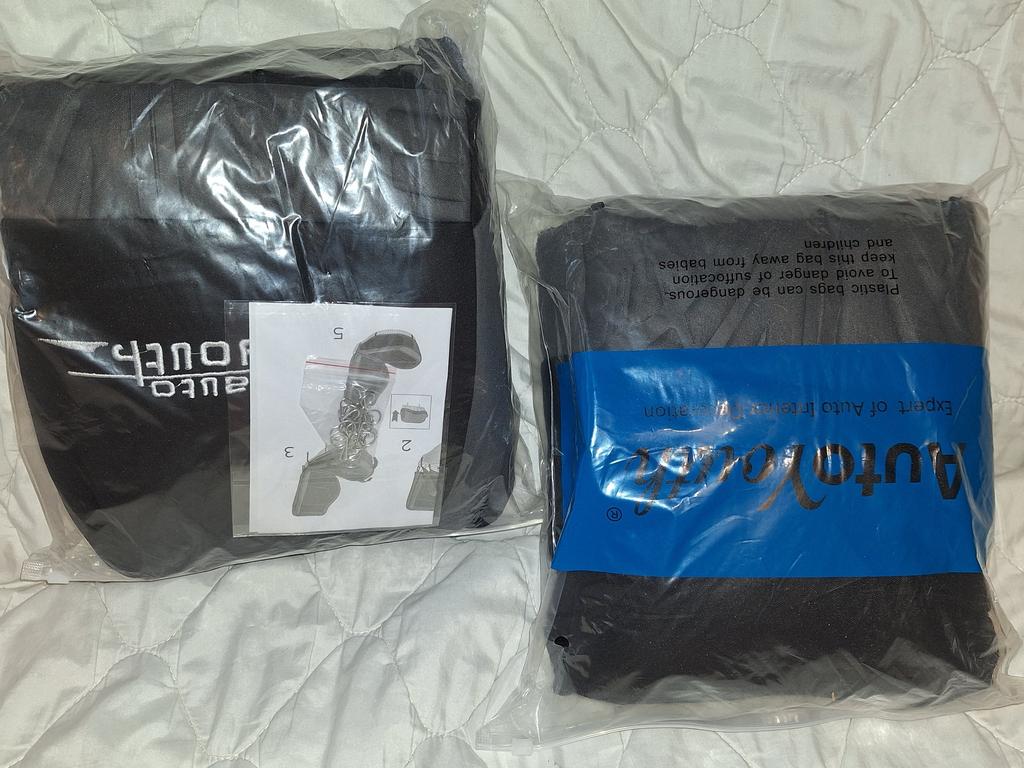 auto
youth
5
2
3
Plastic bags can be dangerous.
To avoid danger of suffocation
keep this bag away from babies
and children
AutoYouth®
Expert of Auto Interior Decoration